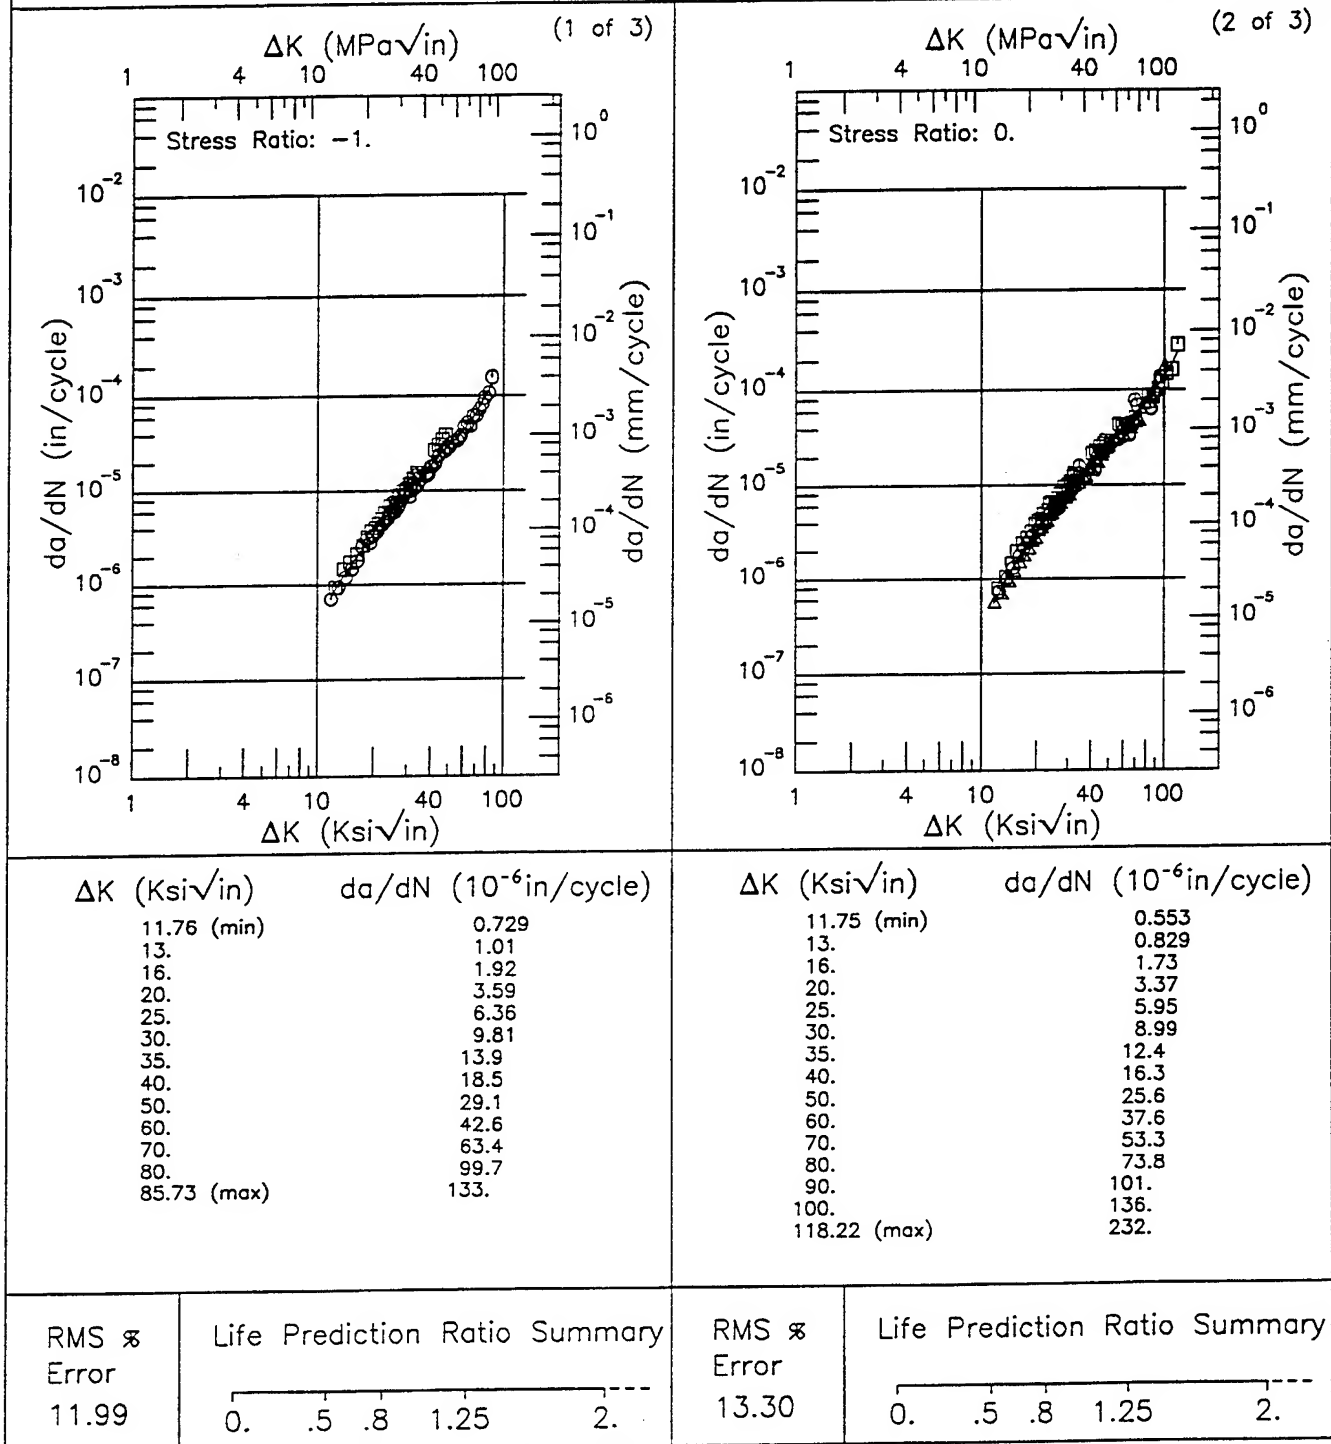 (1 of 3)
ΔK (MPa√in)
1 4 10 40 100
Stress Ratio: -1.
da/dN (in/cycle)
10⁻²
10⁻³
10⁻⁴
10⁻⁵
10⁻⁶
10⁻⁷
10⁻⁸
10⁰
10⁻¹
10⁻²
10⁻³
10⁻⁴
10⁻⁵
10⁻⁶
da/dN (mm/cycle)
1 4 10 40 100
ΔK (Ksi√in)
ΔK (Ksi√in) da/dN (10⁻⁶in/cycle)
11.76 (min) 0.729
13. 1.01
16. 1.92
20. 3.59
25. 6.36
30. 9.81
35. 13.9
40. 18.5
50. 29.1
60. 42.6
70. 63.4
80. 99.7
85.73 (max) 133.
RMS %
Error
11.99
Life Prediction Ratio Summary
0. .5 .8 1.25 2.
(2 of 3)
ΔK (MPa√in)
1 4 10 40 100
Stress Ratio: 0.
da/dN (in/cycle)
10⁻²
10⁻³
10⁻⁴
10⁻⁵
10⁻⁶
10⁻⁷
10⁻⁸
10⁰
10⁻¹
10⁻²
10⁻³
10⁻⁴
10⁻⁵
10⁻⁶
da/dN (mm/cycle)
1 4 10 40 100
ΔK (Ksi√in)
ΔK (Ksi√in) da/dN (10⁻⁶in/cycle)
11.75 (min) 0.553
13. 0.829
16. 1.73
20. 3.37
25. 5.95
30. 8.99
35. 12.4
40. 16.3
50. 25.6
60. 37.6
70. 53.3
80. 73.8
90. 101.
100. 136.
118.22 (max) 232.
RMS %
Error
13.30
Life Prediction Ratio Summary
0. .5 .8 1.25 2.